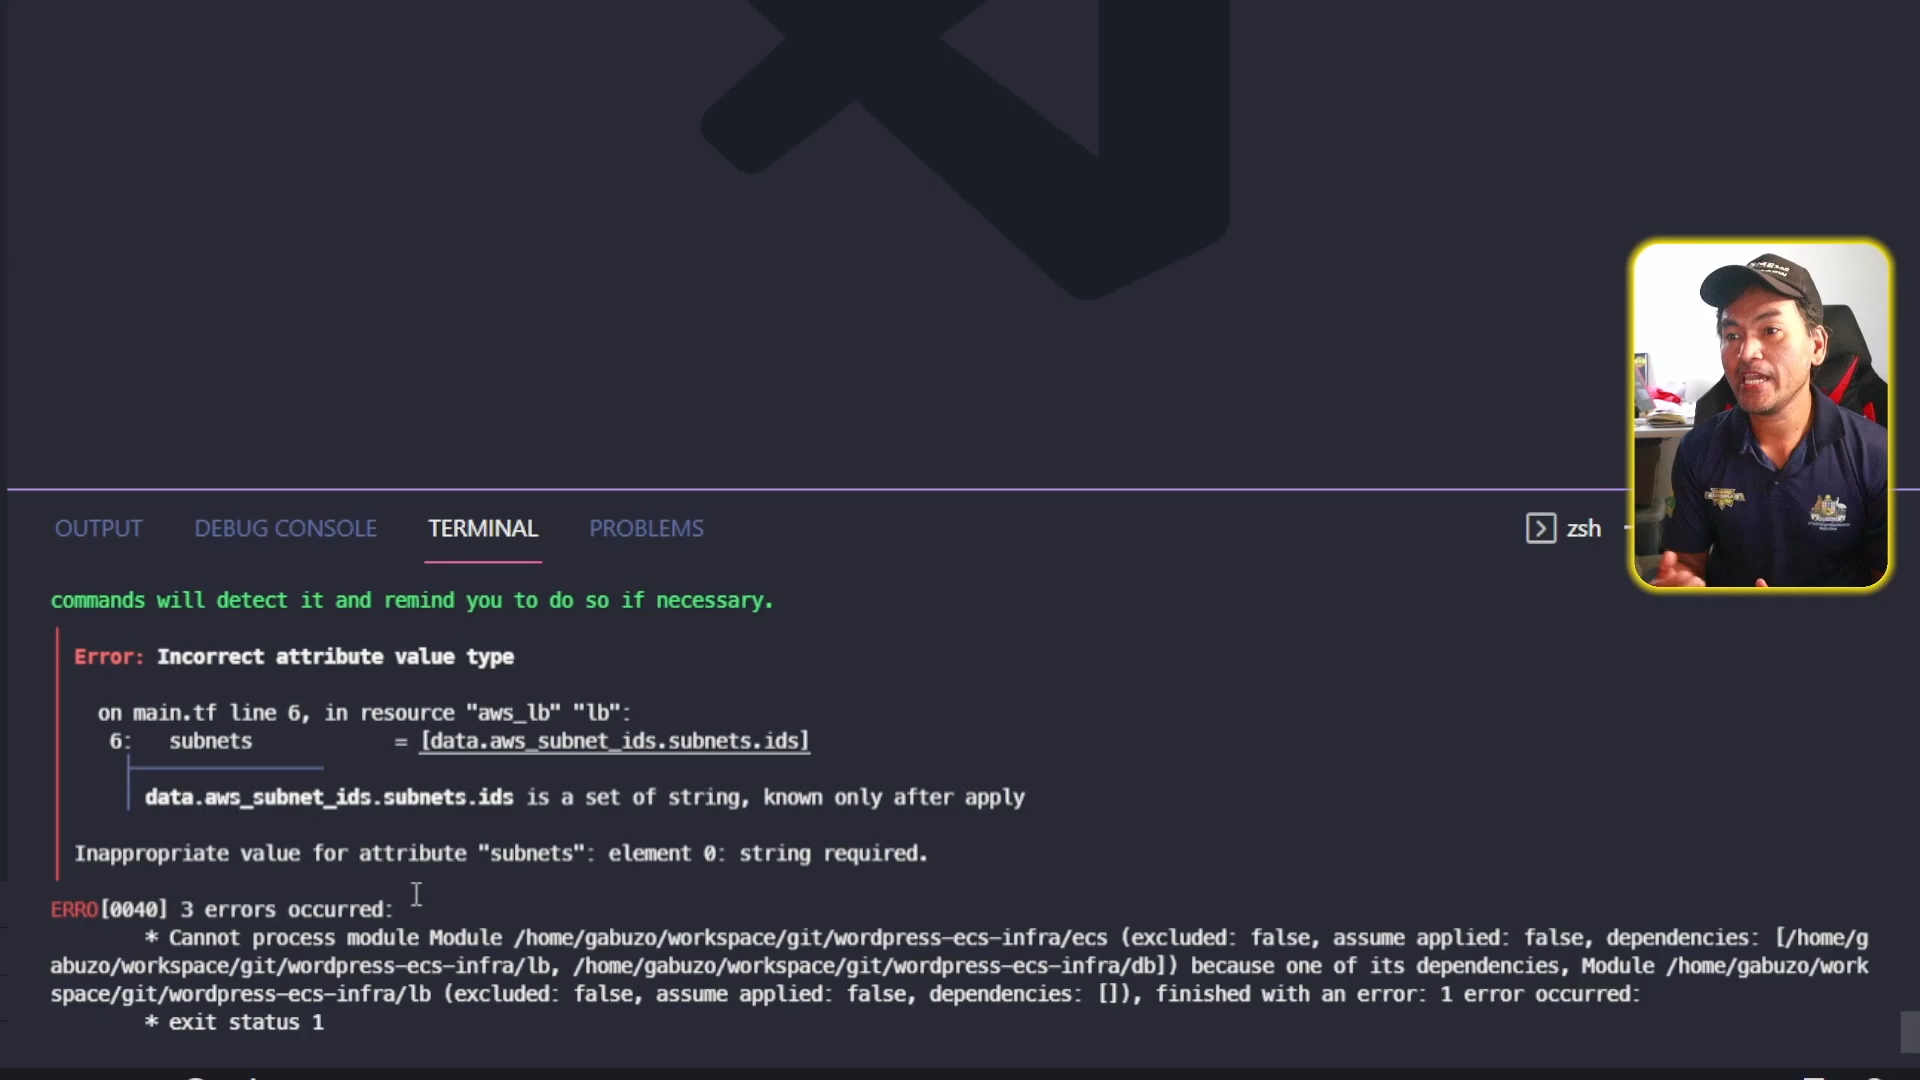 OUTPUT DEBUG CONSOLE TERMINAL PROBLEMS zsh
commands will detect it and remind you to do so if necessary.
Error: Incorrect attribute value type
on main.tf line 6, in resource "aws_lb" "lb":
6: subnets = [data.aws_subnet_ids.subnets.ids]
data.aws_subnet_ids.subnets.ids is a set of string, known only after apply
Inappropriate value for attribute "subnets": element 0: string required.
ERRO[0040] 3 errors occurred:
* Cannot process module Module /home/gabuzo/workspace/git/wordpress-ecs-infra/ecs (excluded: false, assume applied: false, dependencies: [/home/g
abuzo/workspace/git/wordpress-ecs-infra/lb, /home/gabuzo/workspace/git/wordpress-ecs-infra/db]) because one of its dependencies, Module /home/gabuzo/work
space/git/wordpress-ecs-infra/lb (excluded: false, assume applied: false, dependencies: []), finished with an error: 1 error occurred:
* exit status 1